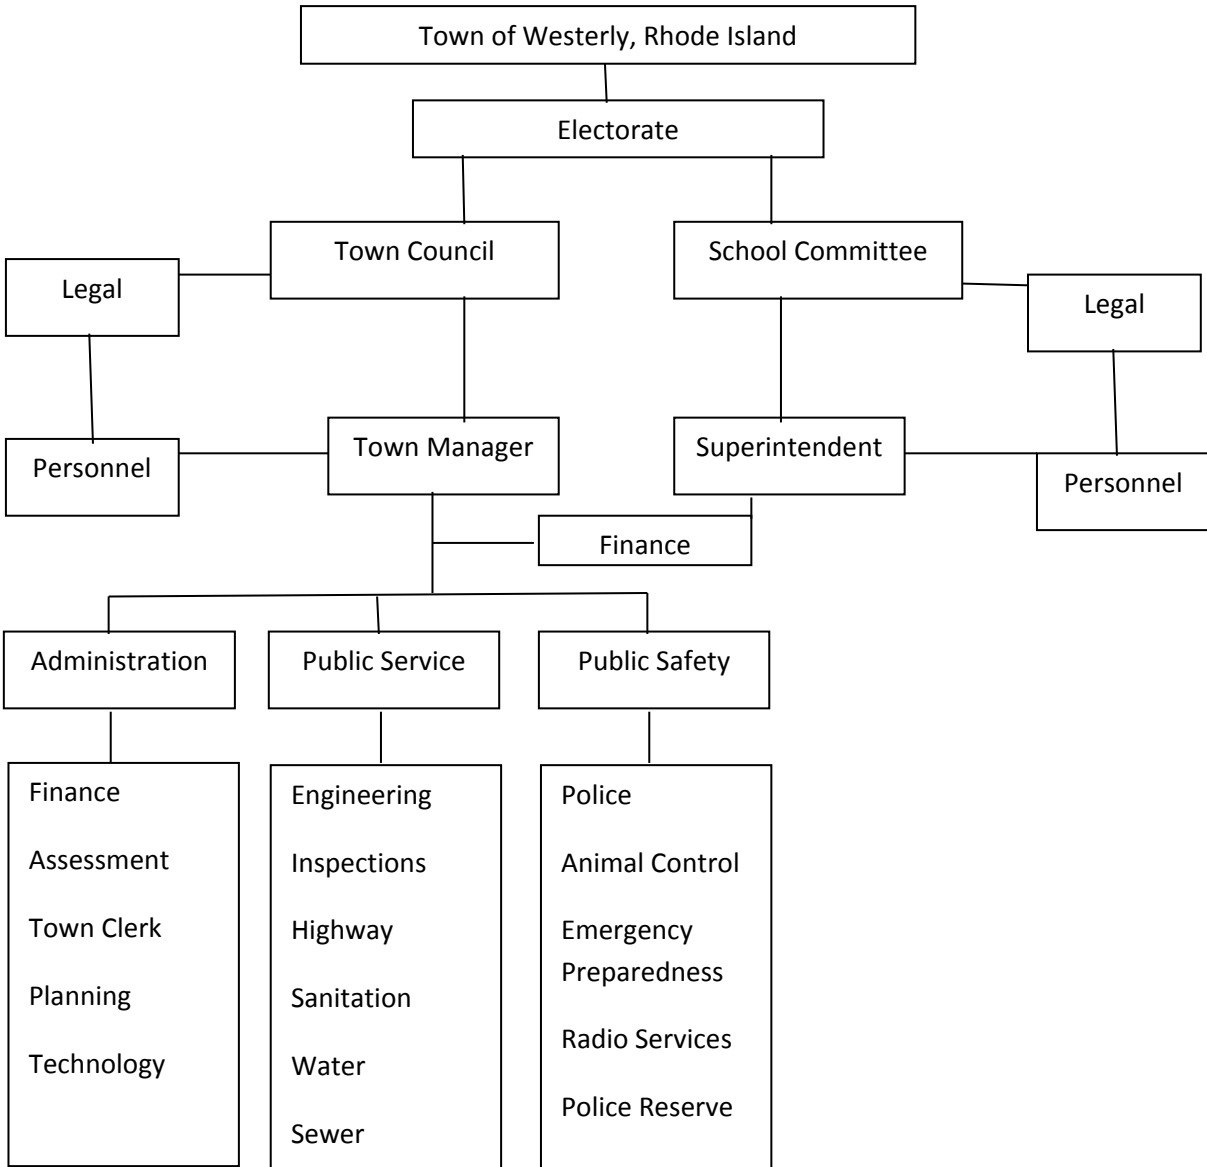 Town of Westerly, Rhode Island
Electorate
Town Council
School Committee
Legal
Legal
Town Manager
Superintendent
Personnel
Personnel
Finance
Administration
Public Service
Public Safety
Finance
Assessment
Town Clerk
Planning
Technology
Engineering
Inspections
Highway
Sanitation
Water
Sewer
Police
Animal Control
Emergency
Preparedness
Radio Services
Police Reserve